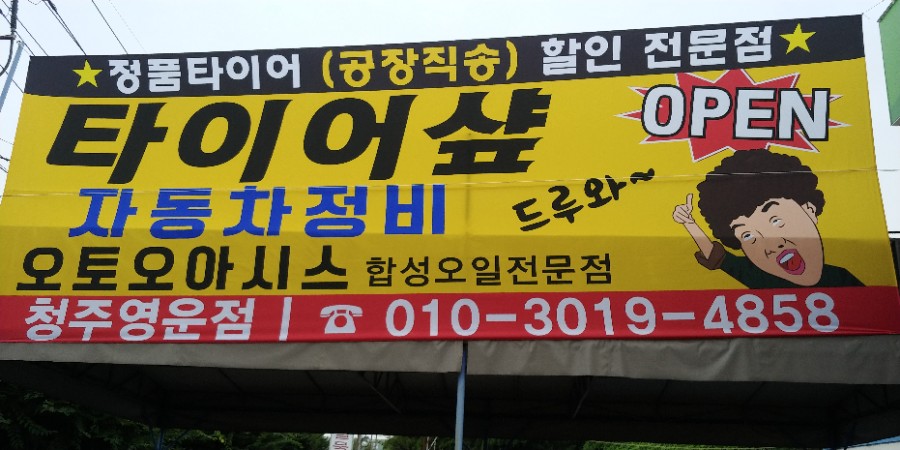 정품타이어 (공장직송) 할인 전문점
OPEN
타이어샾
자동차정비
드루와~
오토오아시스 합성오일전문점
청주영운점 | ☎ 010-3019-4858